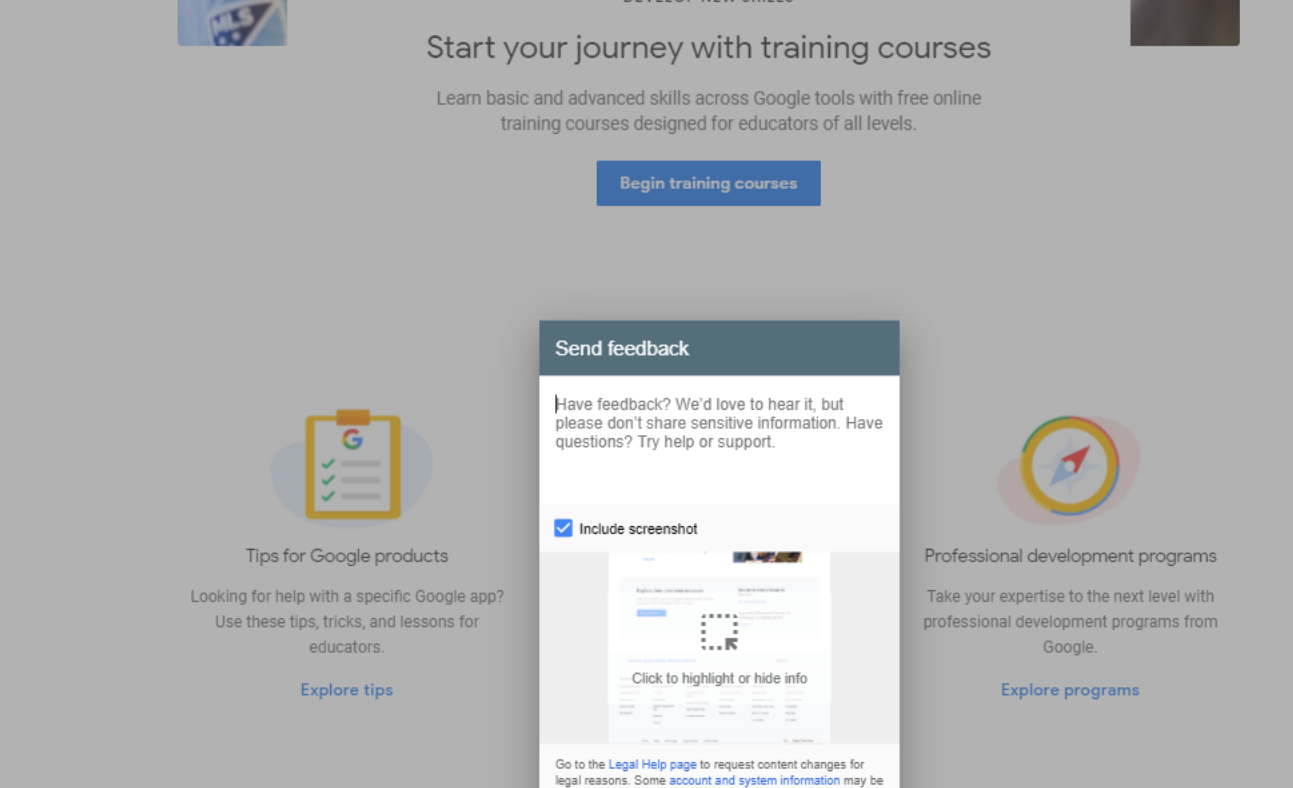 MLS
DEVELOP NEW SKILLS
Start your journey with training courses
Learn basic and advanced skills across Google tools with free online
training courses designed for educators of all levels.
Begin training courses
Send feedback
Have feedback? We'd love to hear it, but
please don't share sensitive information. Have
questions? Try help or support.
Include screenshot
Click to highlight or hide info
Go to the Legal Help page to request content changes for
legal reasons. Some account and system information may be
G
Tips for Google products
Looking for help with a specific Google app?
Use these tips, tricks, and lessons for
educators.
Explore tips
Professional development programs
Take your expertise to the next level with
professional development programs from
Google.
Explore programs